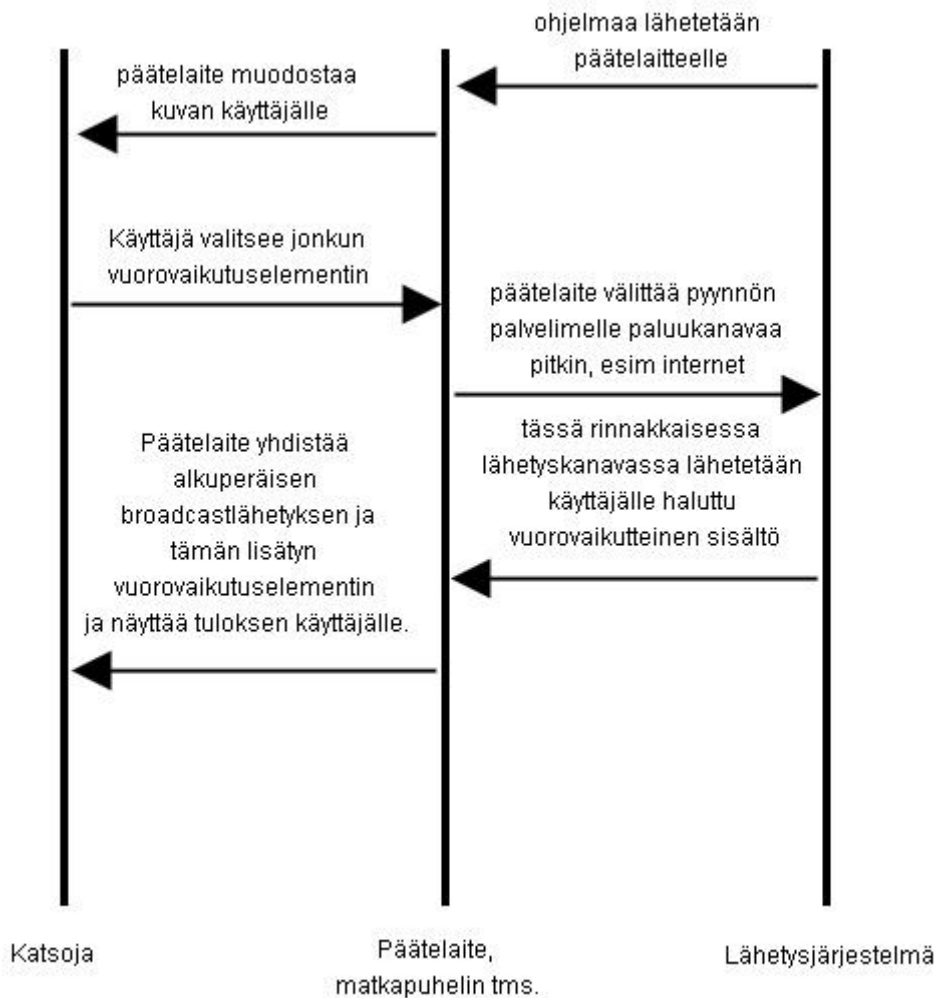 ohjelmaa lähetetään
päätelaitteelle
päätelaite muodostaa
kuvan käyttäjälle
Käyttäjä valitsee jonkun
vuorovaikutuselementin
päätelaite välittää pyynnön
palvelimelle paluukanavaa
pitkin, esim internet
tässä rinnakkaisessa
lähetyskanavassa lähetetään
käyttäjälle haluttu
vuorovaikutteinen sisältö
Päätelaite yhdistää
alkuperäisen
broadcastlähetyksen ja
tämän lisätyn
vuorovaikutuselementin
ja näyttää tuloksen käyttäjälle.
Katsoja
Päätelaite,
matkapuhelin tms.
Lähetysjärjestelmä